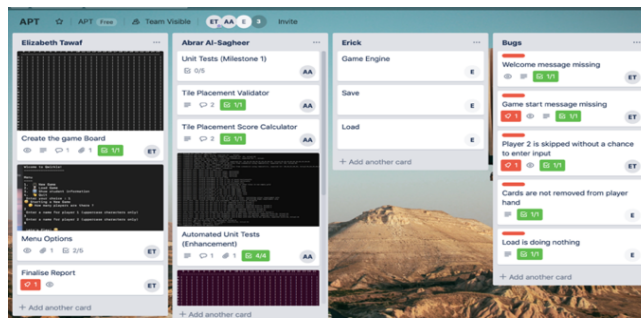 APT
APT Free
Team Visible
ET AA E 3
Invite
Elizabeth Tawaf
Create the game Board
1 1 1/1
ET
Menu
Menu Options
1 2/5
ET
Finalise Report
1
ET
+ Add another card
Abrar Al-Sagheer
Unit Tests (Milestone 1)
0/5
AA
Tile Placement Validator
2 1/1
AA
Tile Placement Score Calculator
2 1/1
AA
Automated Unit Tests
(Enhancement)
1 1 4/4
AA
+ Add another card
Erick
Game Engine
E
Save
E
Load
E
+ Add another card
Bugs
Welcome message missing
1/1
ET
Game start message missing
1 1/1
ET
Player 2 is skipped without a chance
to enter input
1 1/1
ET
Cards are not removed from player
hand
1/1
E
Load is doing nothing
1/1
E
+ Add another card